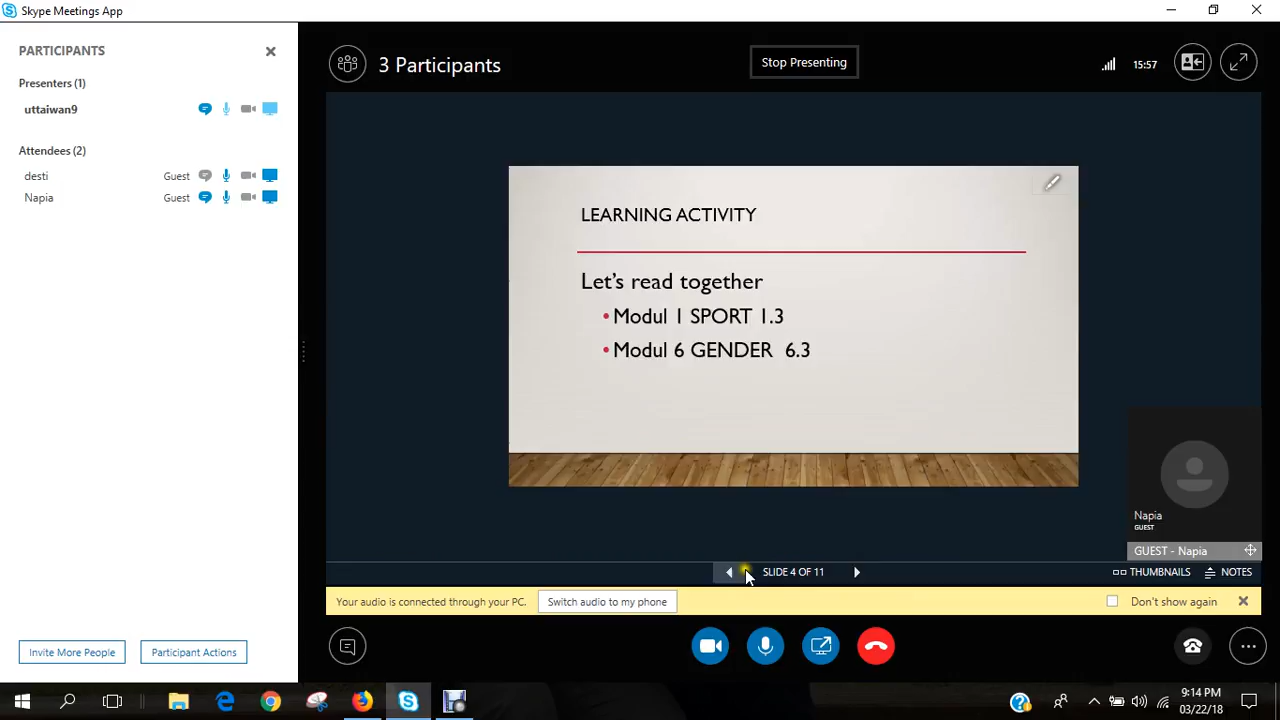 Skype Meetings App
PARTICIPANTS
Presenters (1)
uttaiwan9
Attendees (2)
desti Guest
Napia Guest
Invite More People
Participant Actions
3 Participants
Stop Presenting
15:57
LEARNING ACTIVITY
Let's read together
• Modul 1 SPORT 1.3
• Modul 6 GENDER 6.3
Napia
GUEST
GUEST - Napia
SLIDE 4 OF 11
THUMBNAILS
NOTES
Your audio is connected through your PC.
Switch audio to my phone
Don't show again
9:14 PM
03/22/18